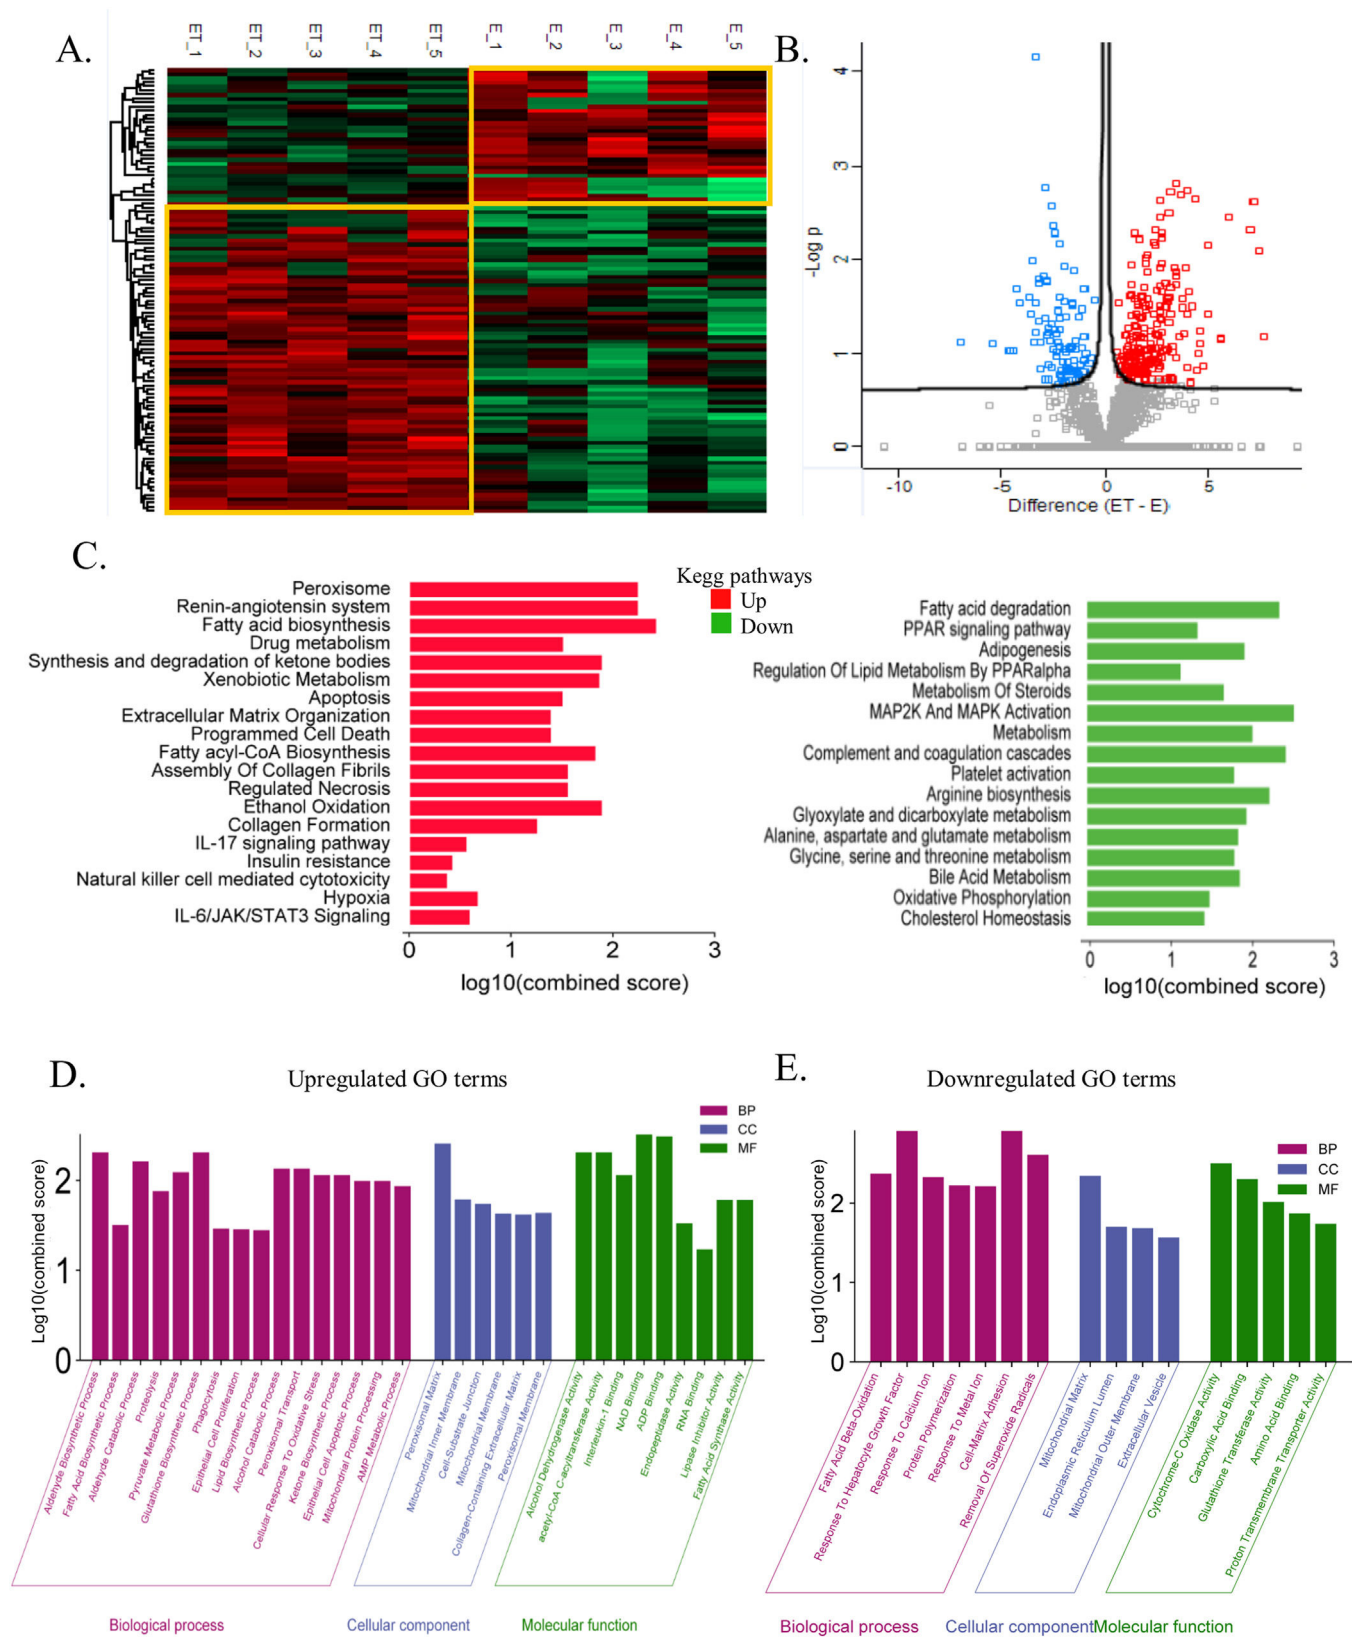 A.
ET_1
ET_2
ET_3
ET_4
ET_5
E_1
E_2
E_3
E_4
E_5
B.
-Log p
4
3
2
1
0
-10
-5
0
5
Difference (ET - E)
C.
Kegg pathways
Up
Down
Peroxisome
Renin-angiotensin system
Fatty acid biosynthesis
Drug metabolism
Synthesis and degradation of ketone bodies
Xenobiotic Metabolism
Apoptosis
Extracellular Matrix Organization
Programmed Cell Death
Fatty acyl-CoA Biosynthesis
Assembly Of Collagen Fibrils
Regulated Necrosis
Ethanol Oxidation
Collagen Formation
IL-17 signaling pathway
Insulin resistance
Natural killer cell mediated cytotoxicity
Hypoxia
IL-6/JAK/STAT3 Signaling
0
1
2
3
log10(combined score)
Fatty acid degradation
PPAR signaling pathway
Adipogenesis
Regulation Of Lipid Metabolism By PPARalpha
Metabolism Of Steroids
MAP2K And MAPK Activation
Metabolism
Complement and coagulation cascades
Platelet activation
Arginine biosynthesis
Glyoxylate and dicarboxylate metabolism
Alanine, aspartate and glutamate metabolism
Glycine, serine and threonine metabolism
Bile Acid Metabolism
Oxidative Phosphorylation
Cholesterol Homeostasis
0
1
2
3
log10(combined score)
D.
Upregulated GO terms
BP
CC
MF
Log10(combined score)
2
1
0
Aldehyde Biosynthetic Process
Fatty Acid Biosynthetic Process
Aldehyde Catabolic Process
Proteolysis
Pyruvate Metabolic Process
Glutathione Biosynthetic Process
Phagocytosis
Epithelial Cell Proliferation
Lipid Biosynthetic Process
Alcohol Catabolic Process
Peroxisomal Transport
Cellular Response To Oxidative Stress
Ketone Biosynthetic Process
Epithelial Cell Apoptotic Process
Mitochondrial Protein Processing
AMP Metabolic Process
Peroxisomal Matrix
Mitochondrial Inner Membrane
Cell-Substrate Junction
Mitochondrial Membrane
Collagen-Containing Extracellular Matrix
Peroxisomal Membrane
Alcohol Dehydrogenase Activity
acetyl-CoA C-acyltransferase Activity
Interleukin-1 Binding
NAD Binding
ADP Binding
Endopeptidase Activity
RNA Binding
Lipase Inhibitor Activity
Fatty Acid Synthase Activity
Biological process
Cellular component
Molecular function
E.
Downregulated GO terms
BP
CC
MF
Log10(combined score)
2
1
0
Fatty Acid Beta-Oxidation
Response To Hepatocyte Growth Factor
Response To Calcium Ion
Protein Polymerization
Response To Metal Ion
Cell-Matrix Adhesion
Removal Of Superoxide Radicals
Mitochondrial Matrix
Endoplasmic Reticulum Lumen
Mitochondrial Outer Membrane
Extracellular Vesicle
Cytochrome-C Oxidase Activity
Carboxylic Acid Binding
Glutathione Transferase Activity
Amino Acid Binding
Proton Transmembrane Transporter Activity
Biological process
Cellular component
Molecular function